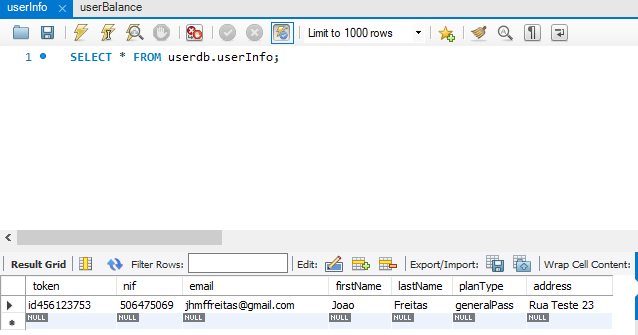 userInfo × userBalance
Limit to 1000 rows
1 SELECT * FROM userdb.userInfo;
Result Grid Filter Rows: Edit: Export/Import: Wrap Cell Content:
token nif email firstName lastName planType address
id456123753 506475069 jhmffreitas@gmail.com Joao Freitas generalPass Rua Teste 23
NULL NULL NULL NULL NULL NULL NULL